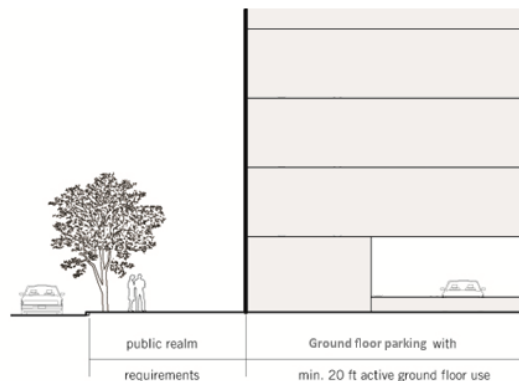 public realm
Ground floor parking with
requirements
min. 20 ft active ground floor use